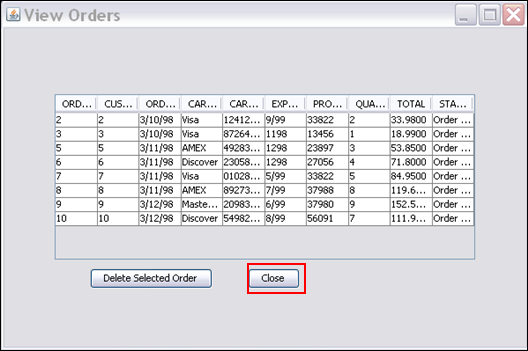 View Orders
ORD... CUS... ORD... CAR... CAR... EXP... PRO... QUA... TOTAL STA...
2 2 3/10/98 Visa 12412... 9/99 33822 2 33.9800 Order ...
3 3 3/10/98 Visa 87264... 1198 13456 1 18.9900 Order ...
5 5 3/11/98 AMEX 49283... 1298 23897 3 53.8500 Order ...
6 6 3/11/98 Discover 23058... 1298 27056 4 71.8000 Order ...
7 7 3/11/98 Visa 01028... 5/99 33822 5 84.9500 Order ...
8 8 3/11/98 AMEX 89273... 7/99 37988 8 119.6... Order ...
9 9 3/12/98 Maste... 20983... 6/99 37980 9 152.5... Order ...
10 10 3/12/98 Discover 54982... 8/99 56091 7 111.9... Order ...
Delete Selected Order Close